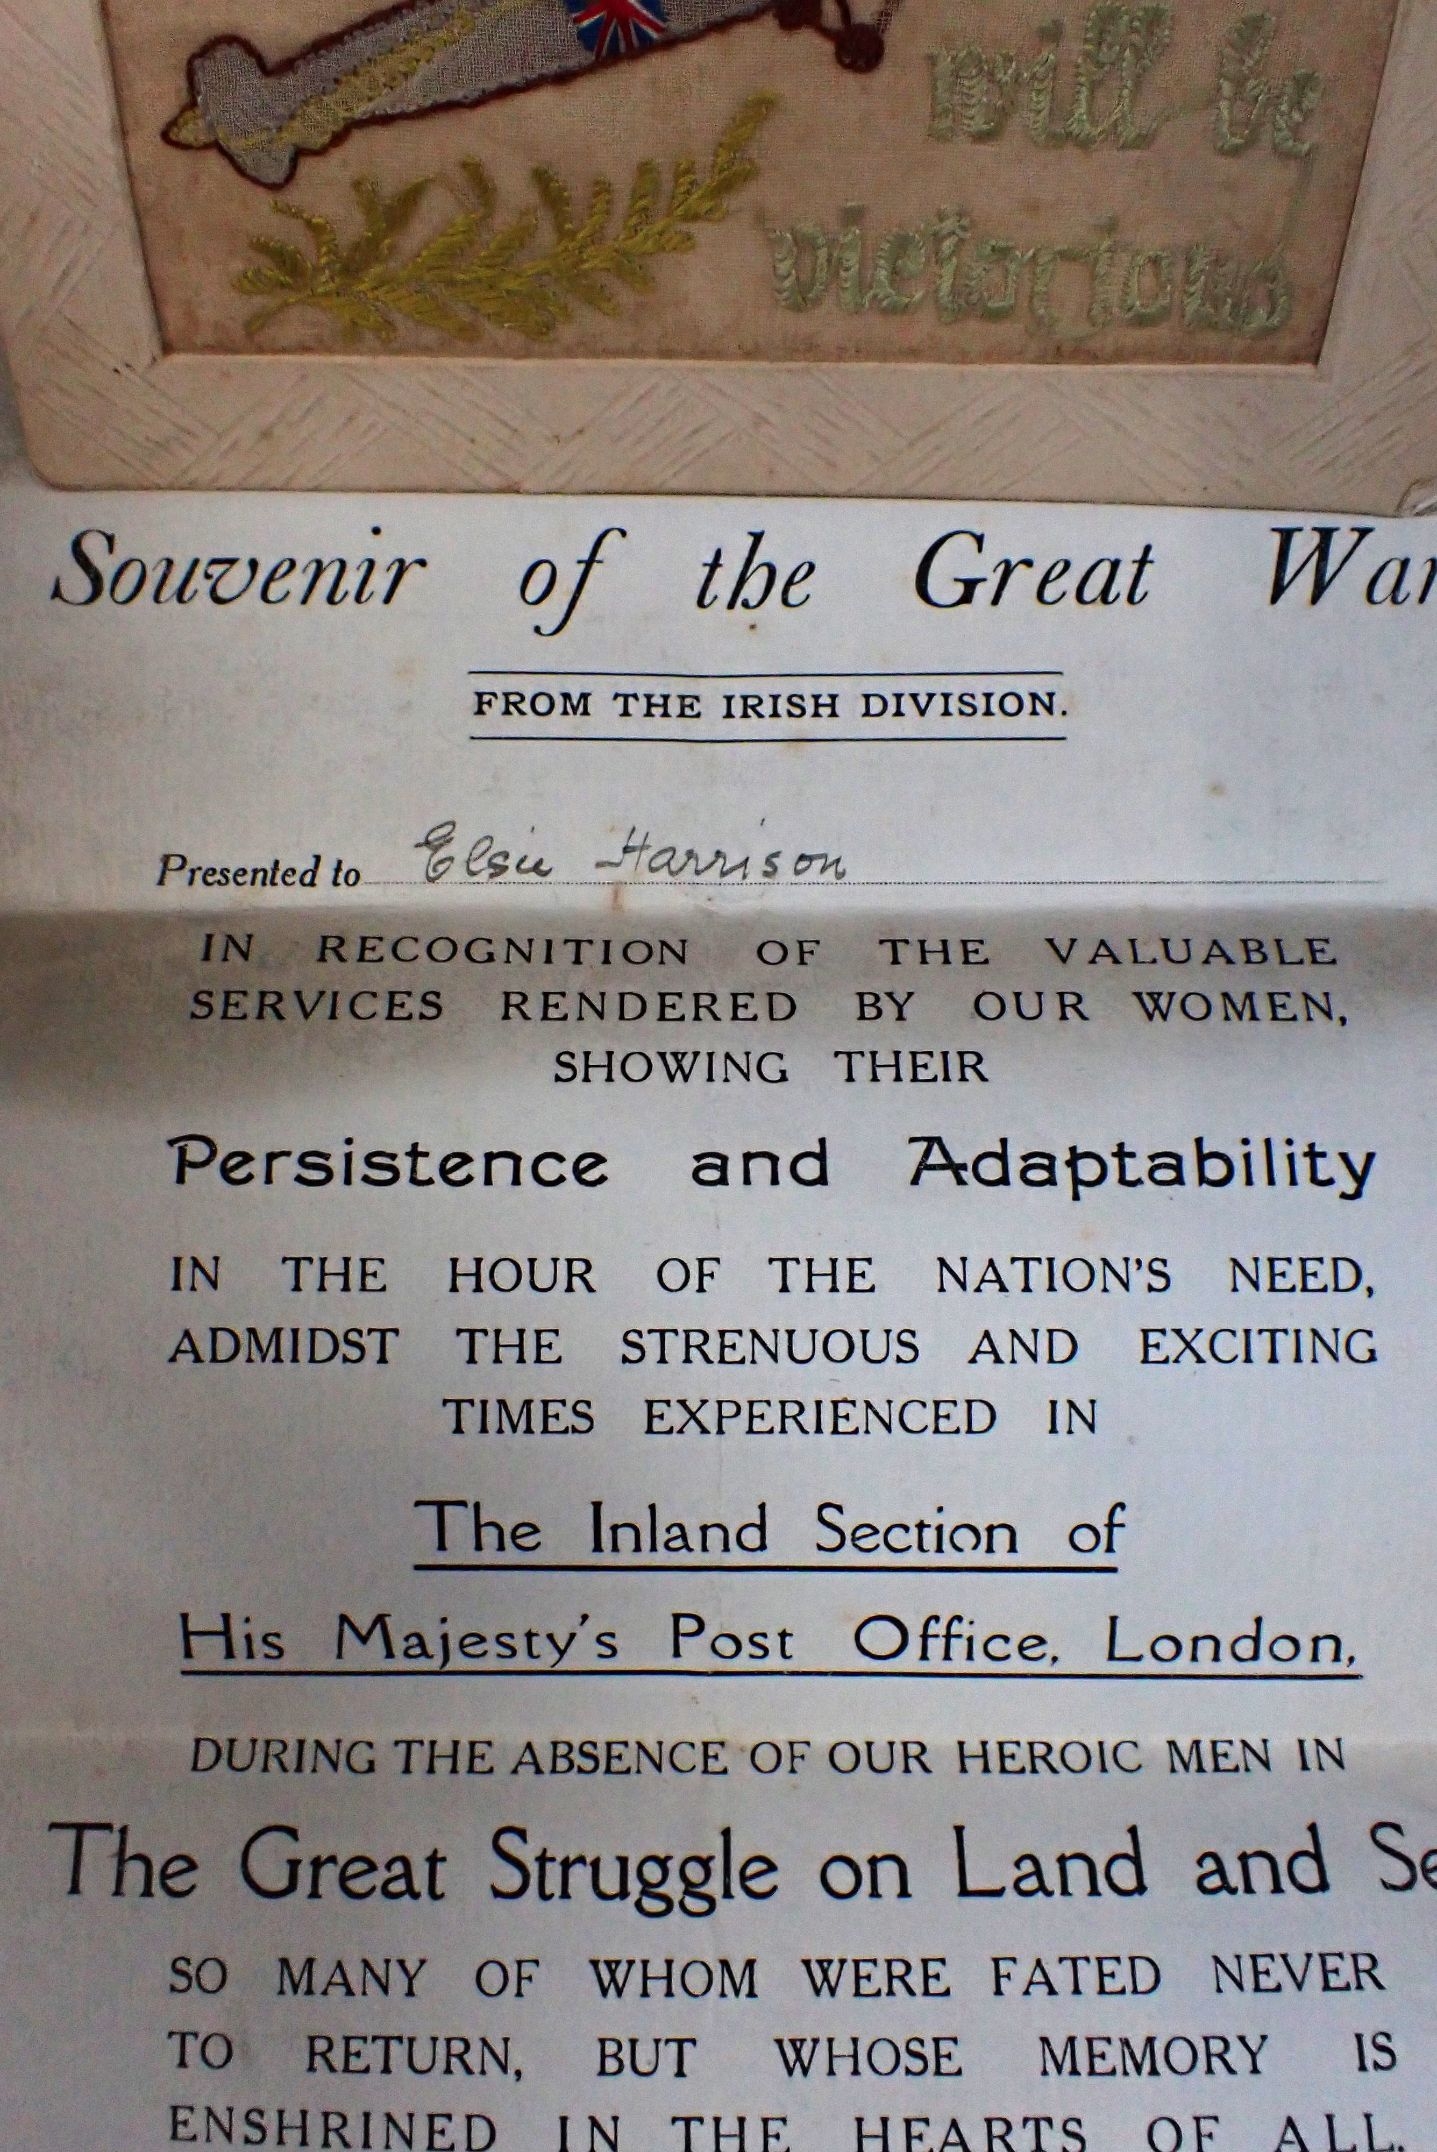 will be
victorious
Souvenir of the Great War
FROM THE IRISH DIVISION.
Presented to Elsie Harrison
IN RECOGNITION OF THE VALUABLE
SERVICES RENDERED BY OUR WOMEN,
SHOWING THEIR
Persistence and Adaptability
IN THE HOUR OF THE NATION'S NEED,
ADMIDST THE STRENUOUS AND EXCITING
TIMES EXPERIENCED IN
The Inland Section of
His Majesty's Post Office, London,
DURING THE ABSENCE OF OUR HEROIC MEN IN
The Great Struggle on Land and Se
SO MANY OF WHOM WERE FATED NEVER
TO RETURN, BUT WHOSE MEMORY IS
ENSHRINED IN THE HEARTS OF ALL.